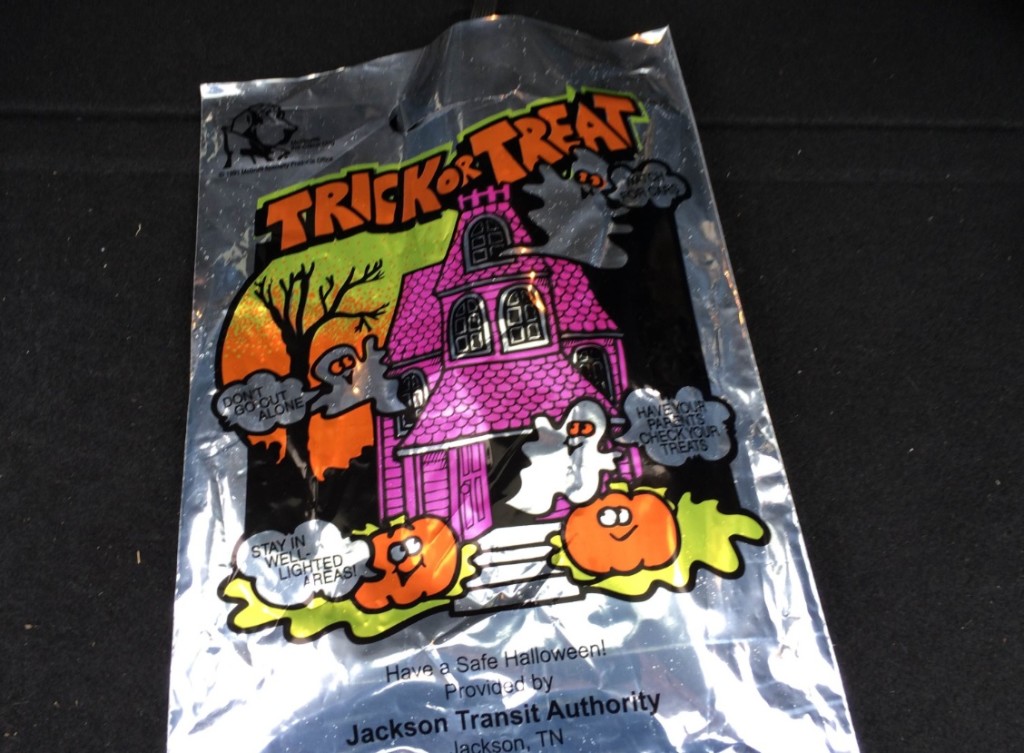 TRICK OR TREAT
WATCH
FOR CARS
DON'T
GO OUT
ALONE
HAVE YOUR
PARENTS
CHECK YOUR
TREATS
STAY IN
WELL-
LIGHTED
AREAS!
Have a Safe Halloween!
Provided by
Jackson Transit Authority
Jackson, TN